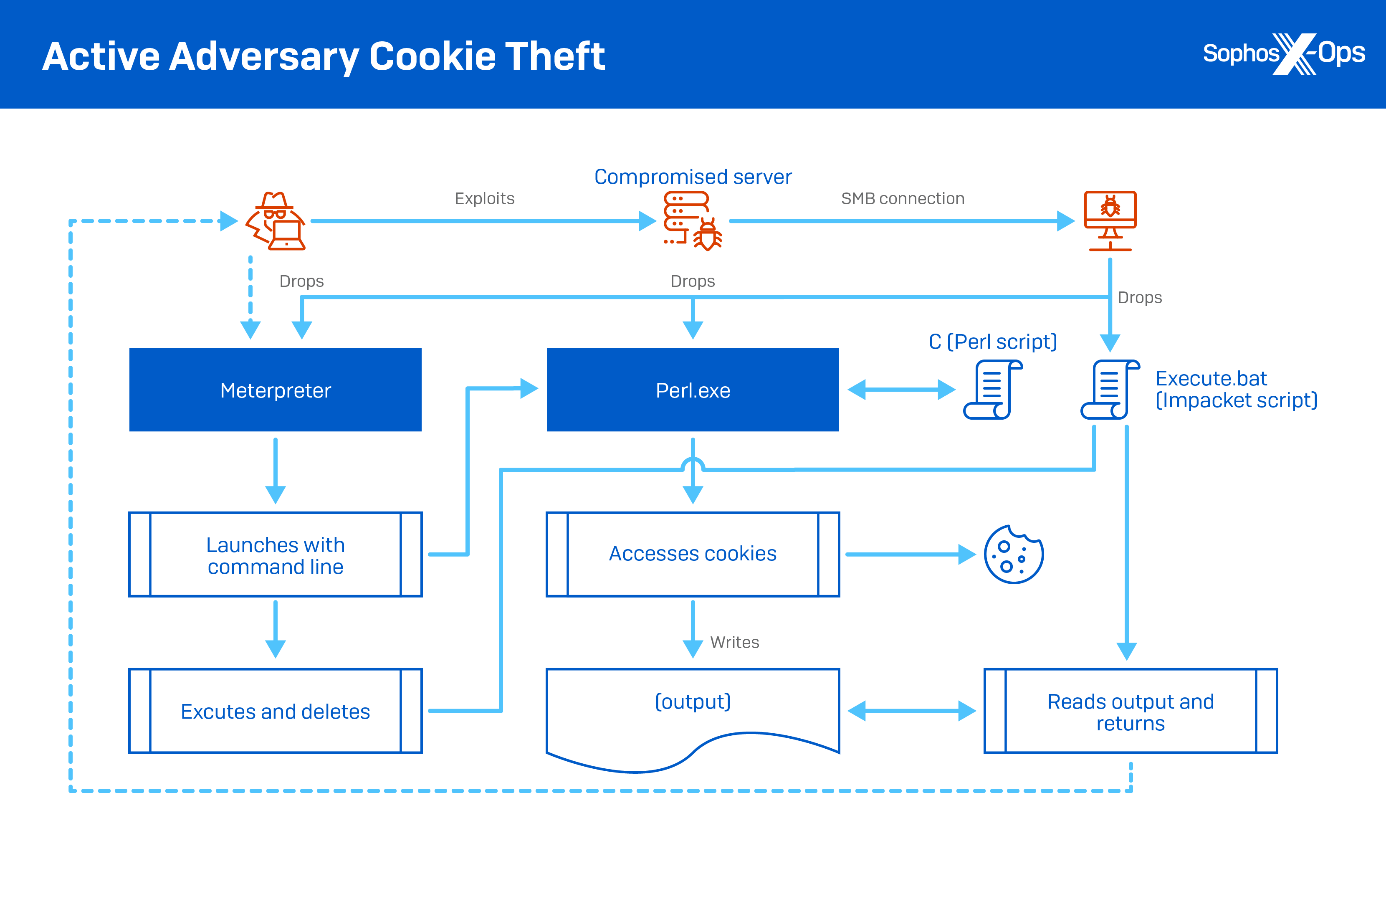 Active Adversary Cookie Theft
Sophos X-Ops
Compromised server
Exploits
SMB connection
Drops
Drops
Drops
C (Perl script)
Meterpreter
Perl.exe
Execute.bat
(Impacket script)
Launches with
command line
Accesses cookies
Writes
Excutes and deletes
(output)
Reads output and
returns